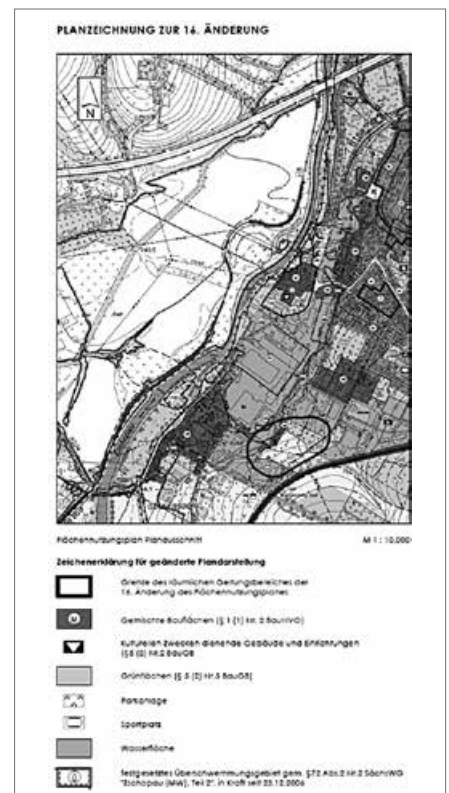 PLANZEICHNUNG ZUR 16. ÄNDERUNG
N
Flächennutzungsplan Planausschnitt M 1 : 10.000
Zeichenerklärung für geänderte Plandarstellung
Grenze des räumlichen Geltungsbereiches der
16. Änderung des Flächennutzungsplanes
M
Gemischte Bauflächen (§ 1 (1) Nr. 2 BauNVO)
Kulturellen Zwecken dienende Gebäude und Einrichtungen
(§5 (2) Nr.2 BauGB
Grünflächen (§ 5 (2) Nr.5 BauGB)
Parkanlage
Sportplatz
Wasserfläche
festgesetztes Überschwemmungsgebiet gem. §72 Abs.2 Nr.2 SächsWG
"Zschopau (MW), Teil 2", in Kraft seit 23.12.2006